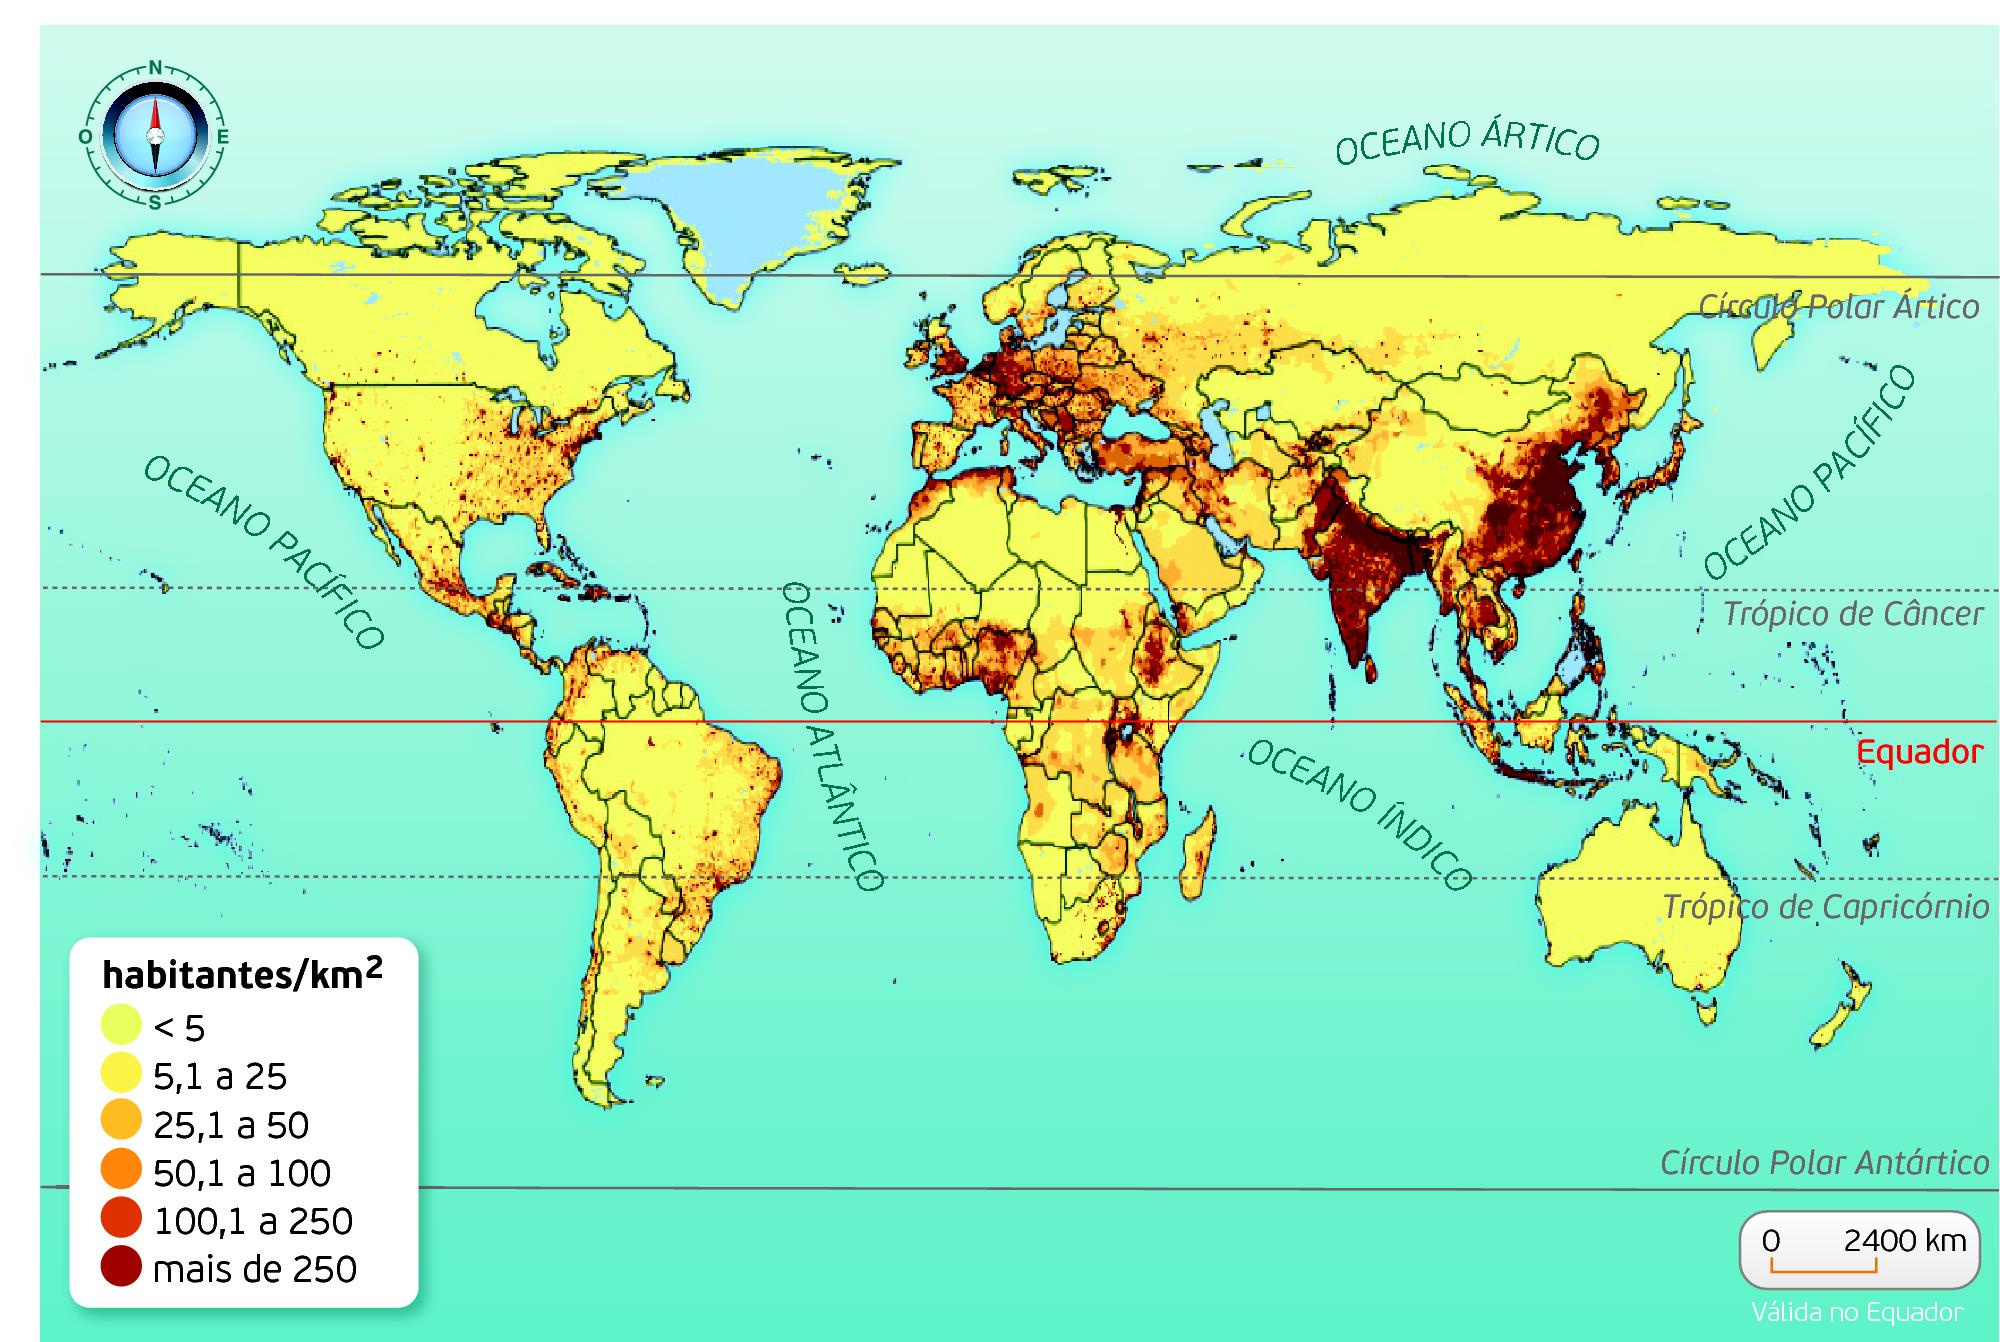 N
O
E
S
OCEANO ÁRTICO
Círculo Polar Ártico
OCEANO PACÍFICO
OCEANO PACÍFICO
OCEANO ATLÂNTICO
Trópico de Câncer
Equador
OCEANO ÍNDICO
Trópico de Capricórnio
habitantes/km²
< 5
5,1 a 25
25,1 a 50
50,1 a 100
100,1 a 250
mais de 250
Círculo Polar Antártico
0 2400 km
Válida no Equador